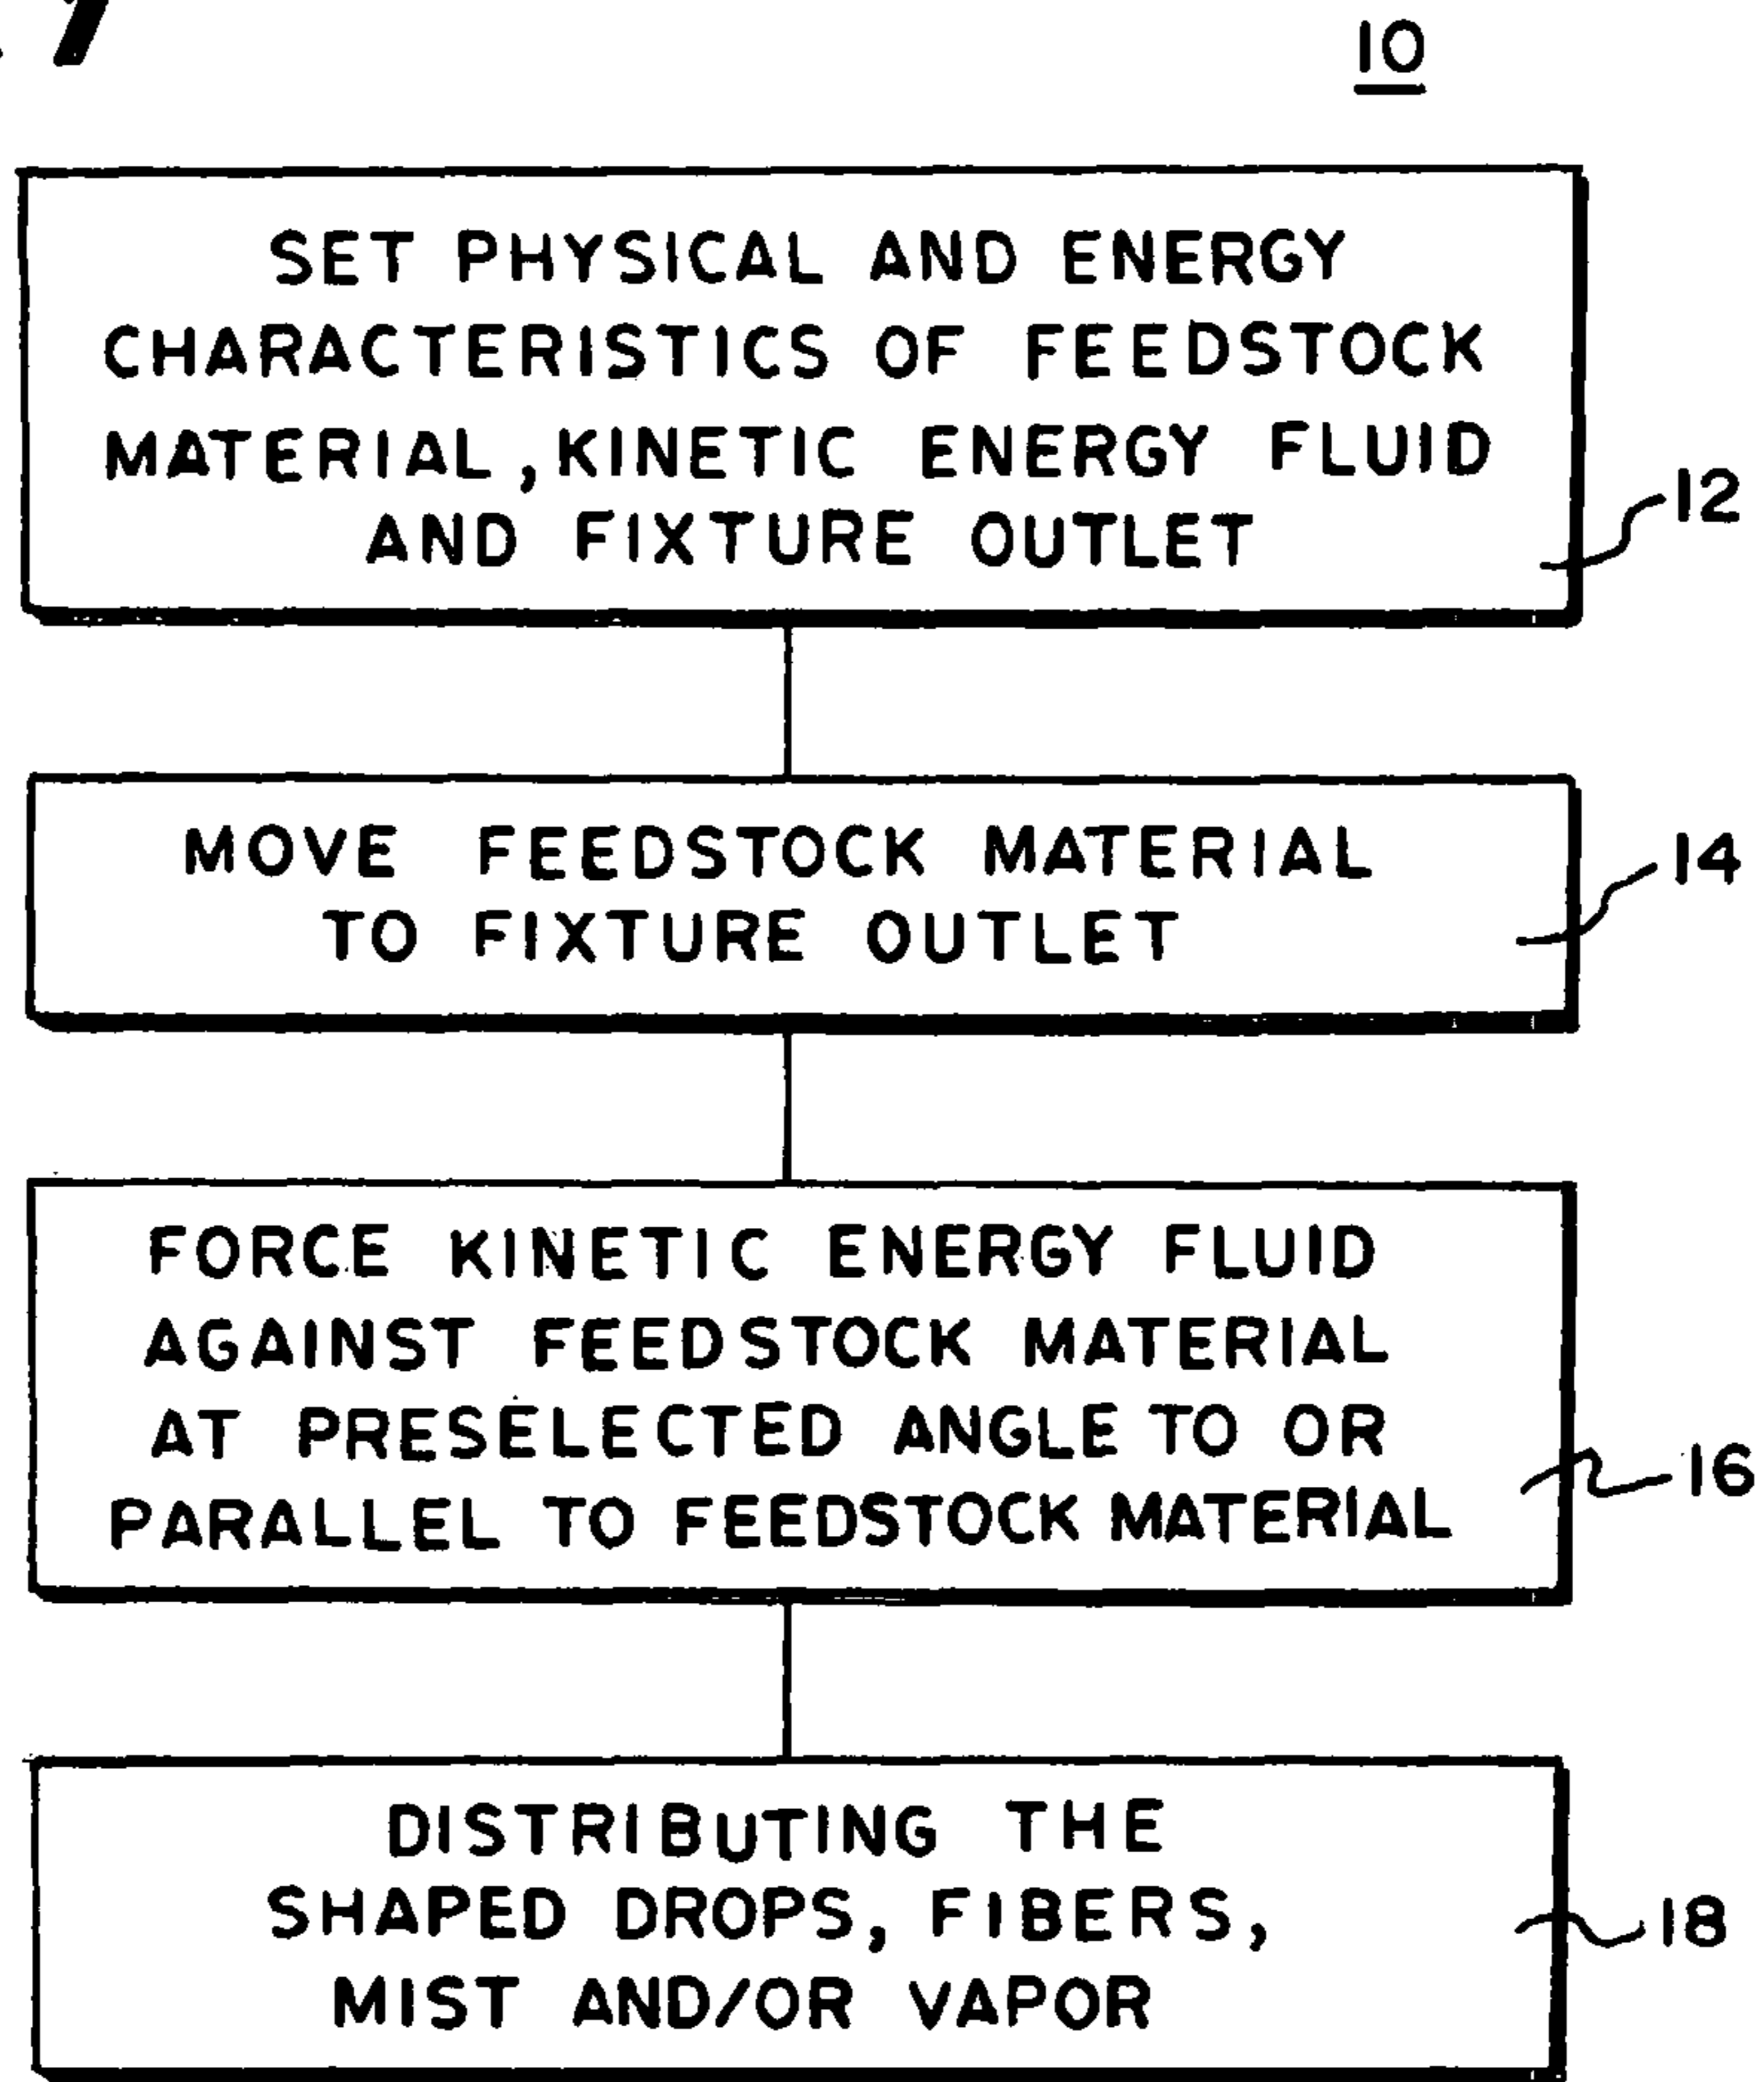 10
SET PHYSICAL AND ENERGY
CHARACTERISTICS OF FEEDSTOCK
MATERIAL, KINETIC ENERGY FLUID
AND FIXTURE OUTLET
12
MOVE FEEDSTOCK MATERIAL
TO FIXTURE OUTLET
14
FORCE KINETIC ENERGY FLUID
AGAINST FEEDSTOCK MATERIAL
AT PRESELECTED ANGLE TO OR
PARALLEL TO FEEDSTOCK MATERIAL
16
DISTRIBUTING THE
SHAPED DROPS, FIBERS,
MIST AND/OR VAPOR
18